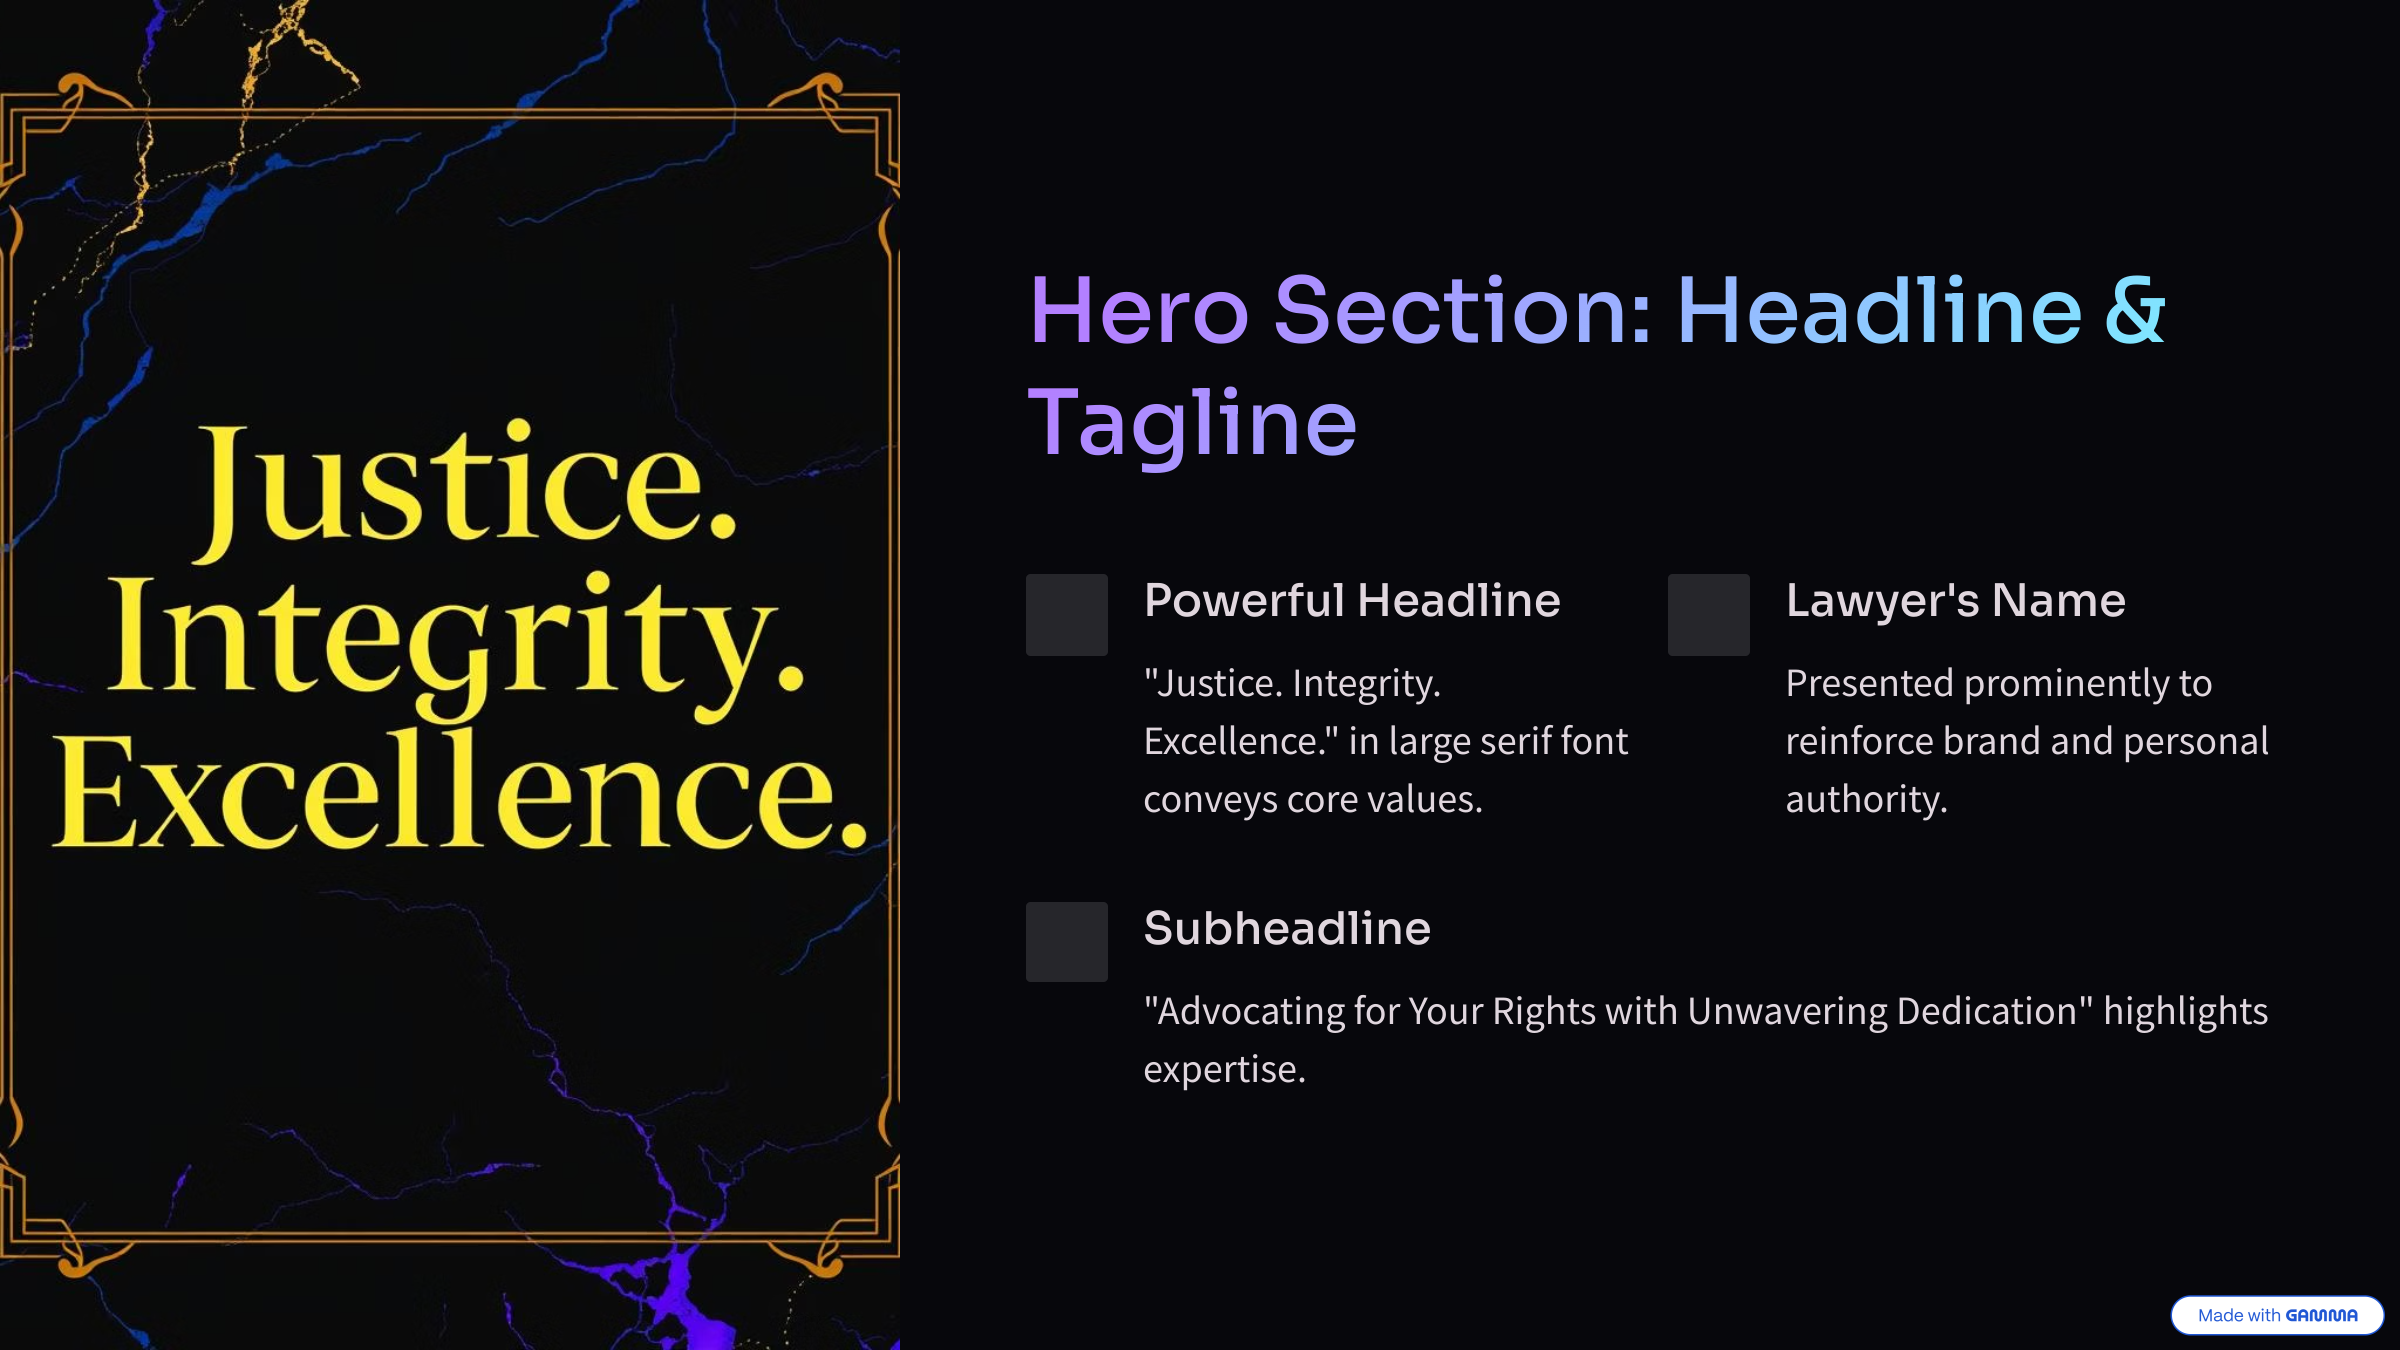 Justice.
Integrity.
Excellence.
Hero Section: Headline &
Tagline
Powerful Headline
"Justice. Integrity.
Excellence." in large serif font
conveys core values.
Lawyer's Name
Presented prominently to
reinforce brand and personal
authority.
Subheadline
"Advocating for Your Rights with Unwavering Dedication" highlights
expertise.
Made with GAMMA